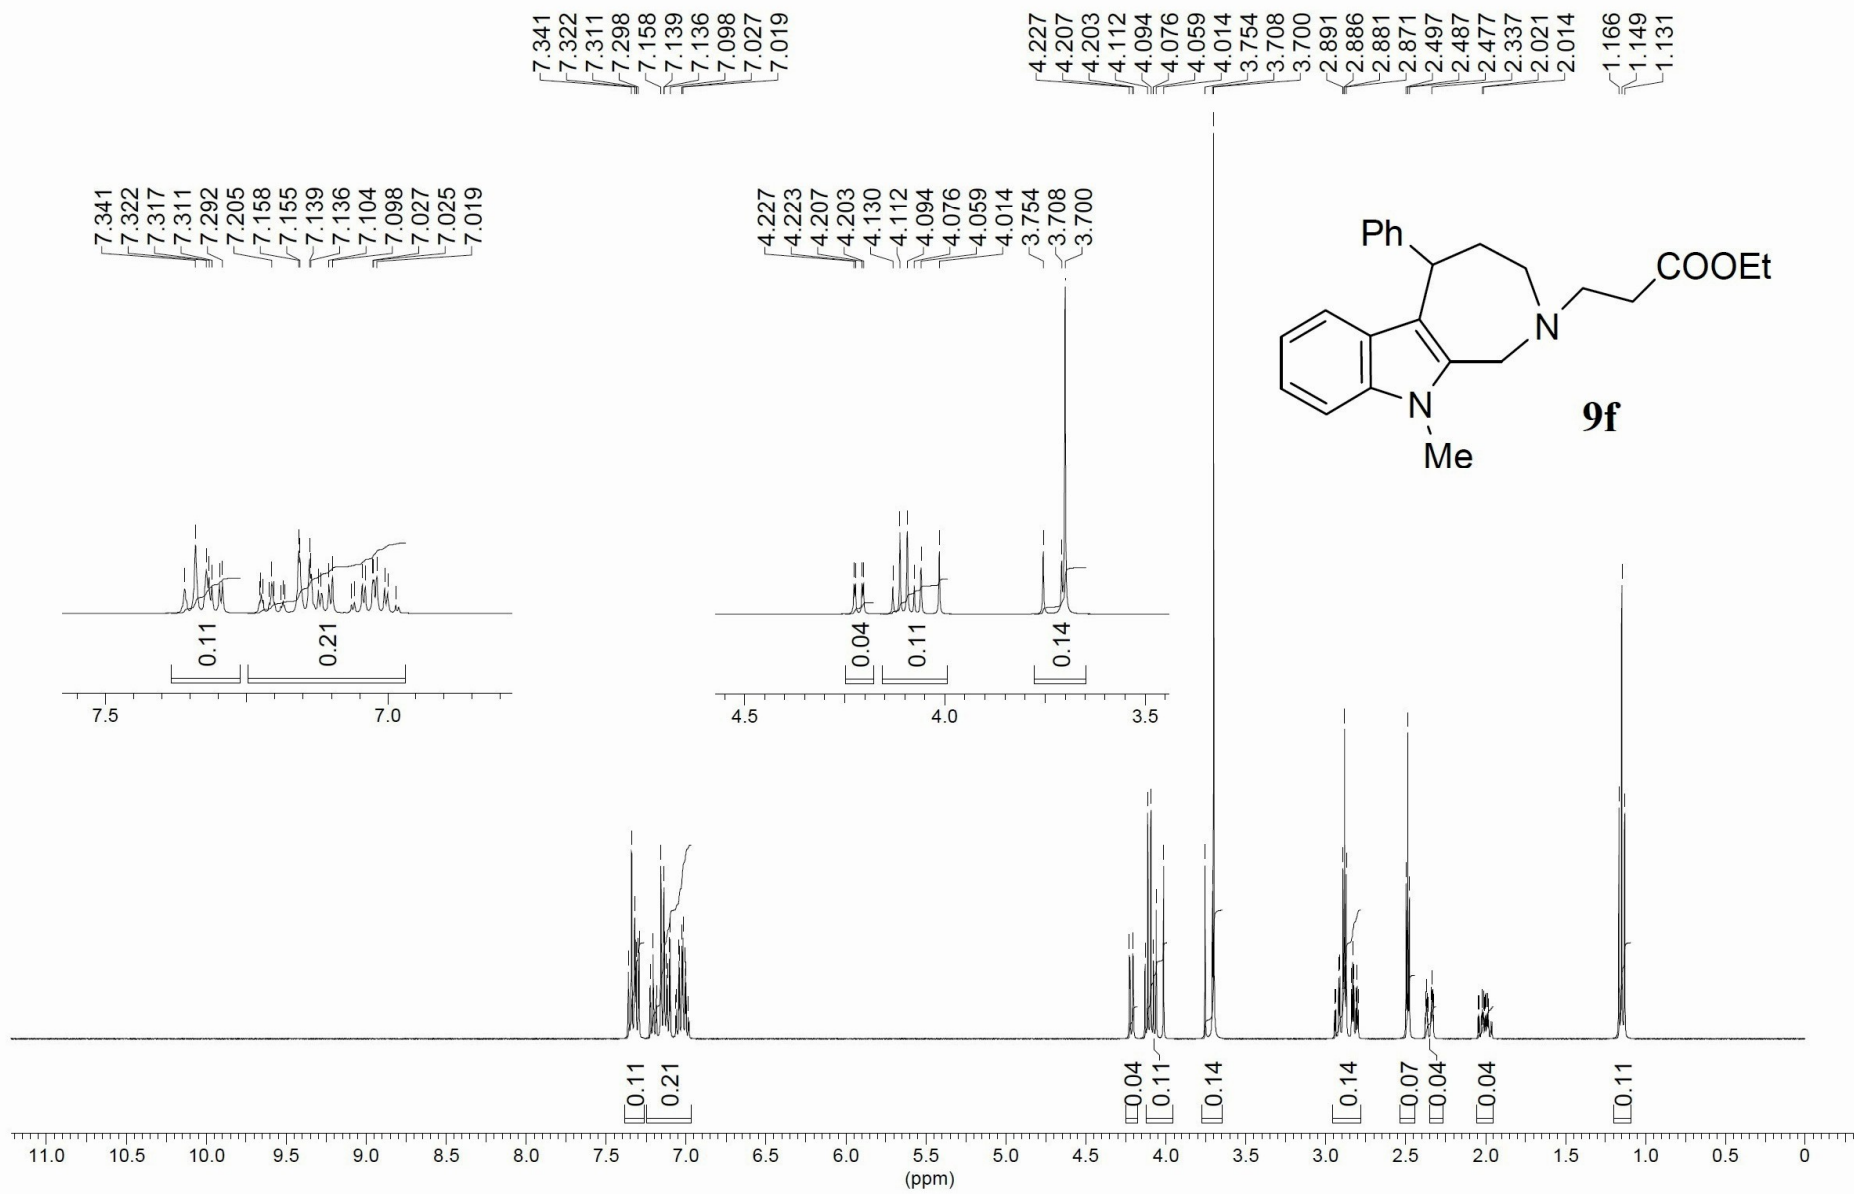 7.341 7.322 7.311 7.298 7.158 7.139 7.136 7.098 7.027 7.019
4.227 4.207 4.203 4.112 4.094 4.076 4.059 4.014 3.754 3.708 3.700 2.891 2.886 2.881 2.871 2.497 2.487 2.477 2.337 2.021 2.014
1.166 1.149 1.131
7.341 7.322 7.317 7.311 7.292 7.205 7.158 7.155 7.139 7.136 7.104 7.098 7.027 7.025 7.019
4.227 4.223 4.207 4.203 4.130 4.112 4.094 4.076 4.059 4.014 3.754 3.708 3.700
Ph
COOEt
N
N
Me
9f
0.11 0.21
0.04 0.11 0.14
7.5 7.0
4.5 4.0 3.5
0.11 0.21 0.04 0.11 0.14 0.14 0.07 0.04 0.04 0.11
11.0 10.5 10.0 9.5 9.0 8.5 8.0 7.5 7.0 6.5 6.0 5.5 5.0 4.5 4.0 3.5 3.0 2.5 2.0 1.5 1.0 0.5 0
(ppm)